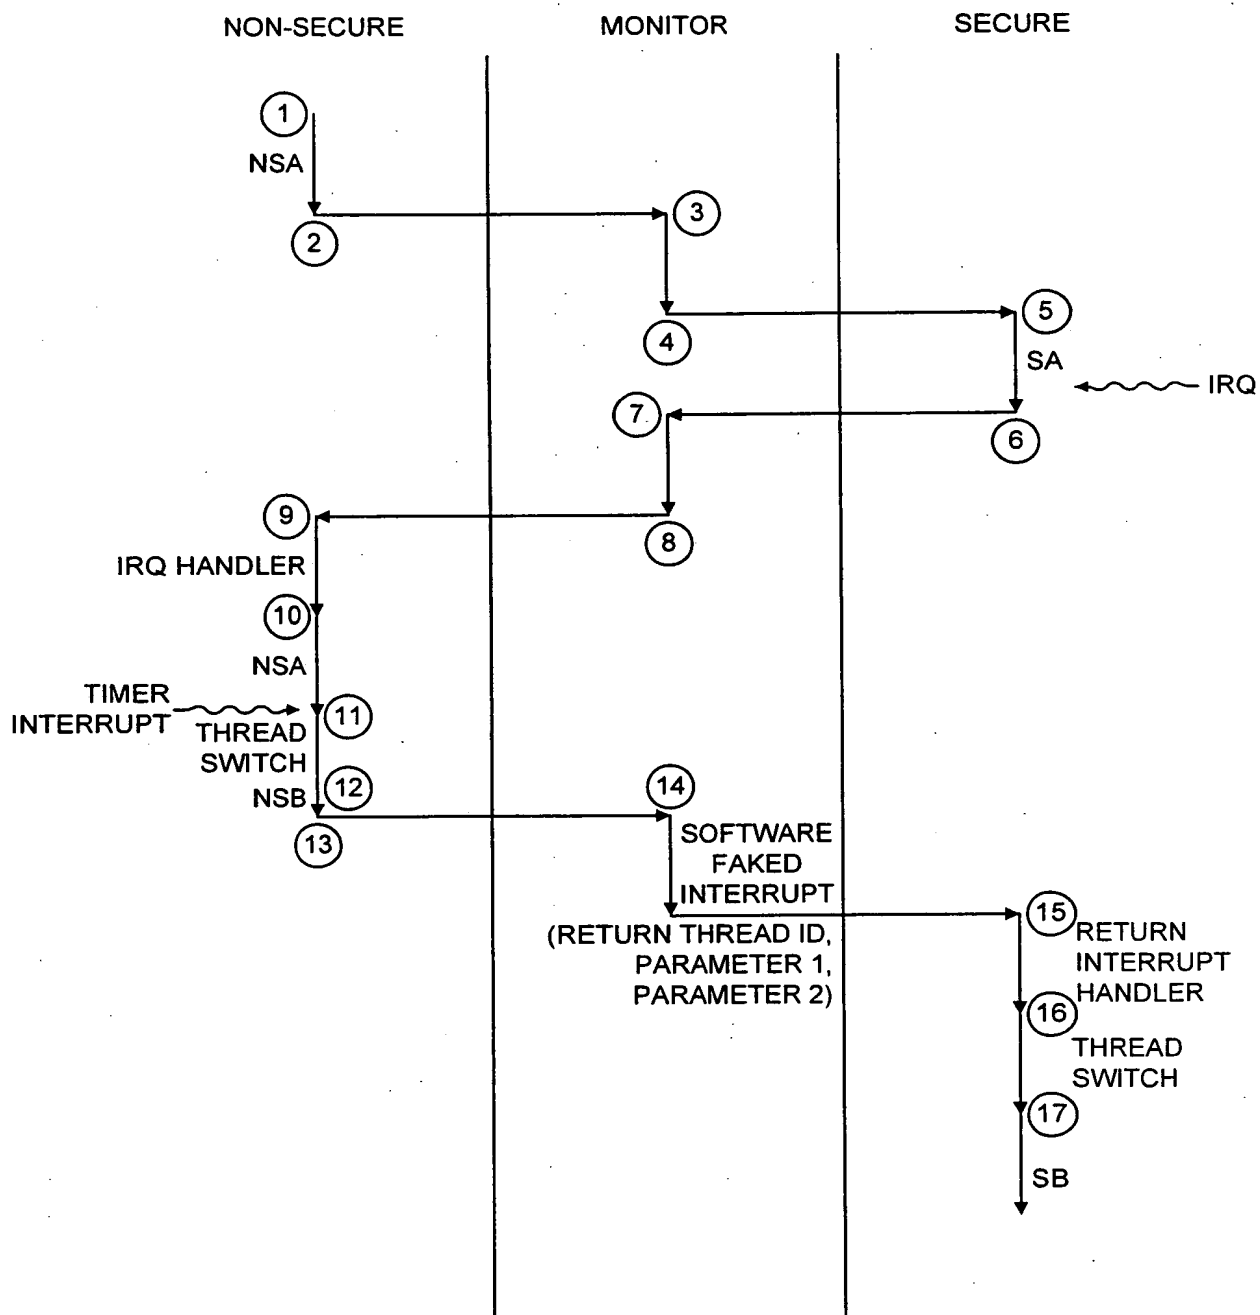 NON-SECURE
MONITOR
SECURE
1
NSA
2
3
4
5
SA
IRQ
6
7
8
9
IRQ HANDLER
10
NSA
TIMER
INTERRUPT
11
THREAD
SWITCH
12
NSB
13
14
SOFTWARE
FAKED
INTERRUPT
(RETURN THREAD ID,
PARAMETER 1,
PARAMETER 2)
15
RETURN
INTERRUPT
HANDLER
16
THREAD
SWITCH
17
SB